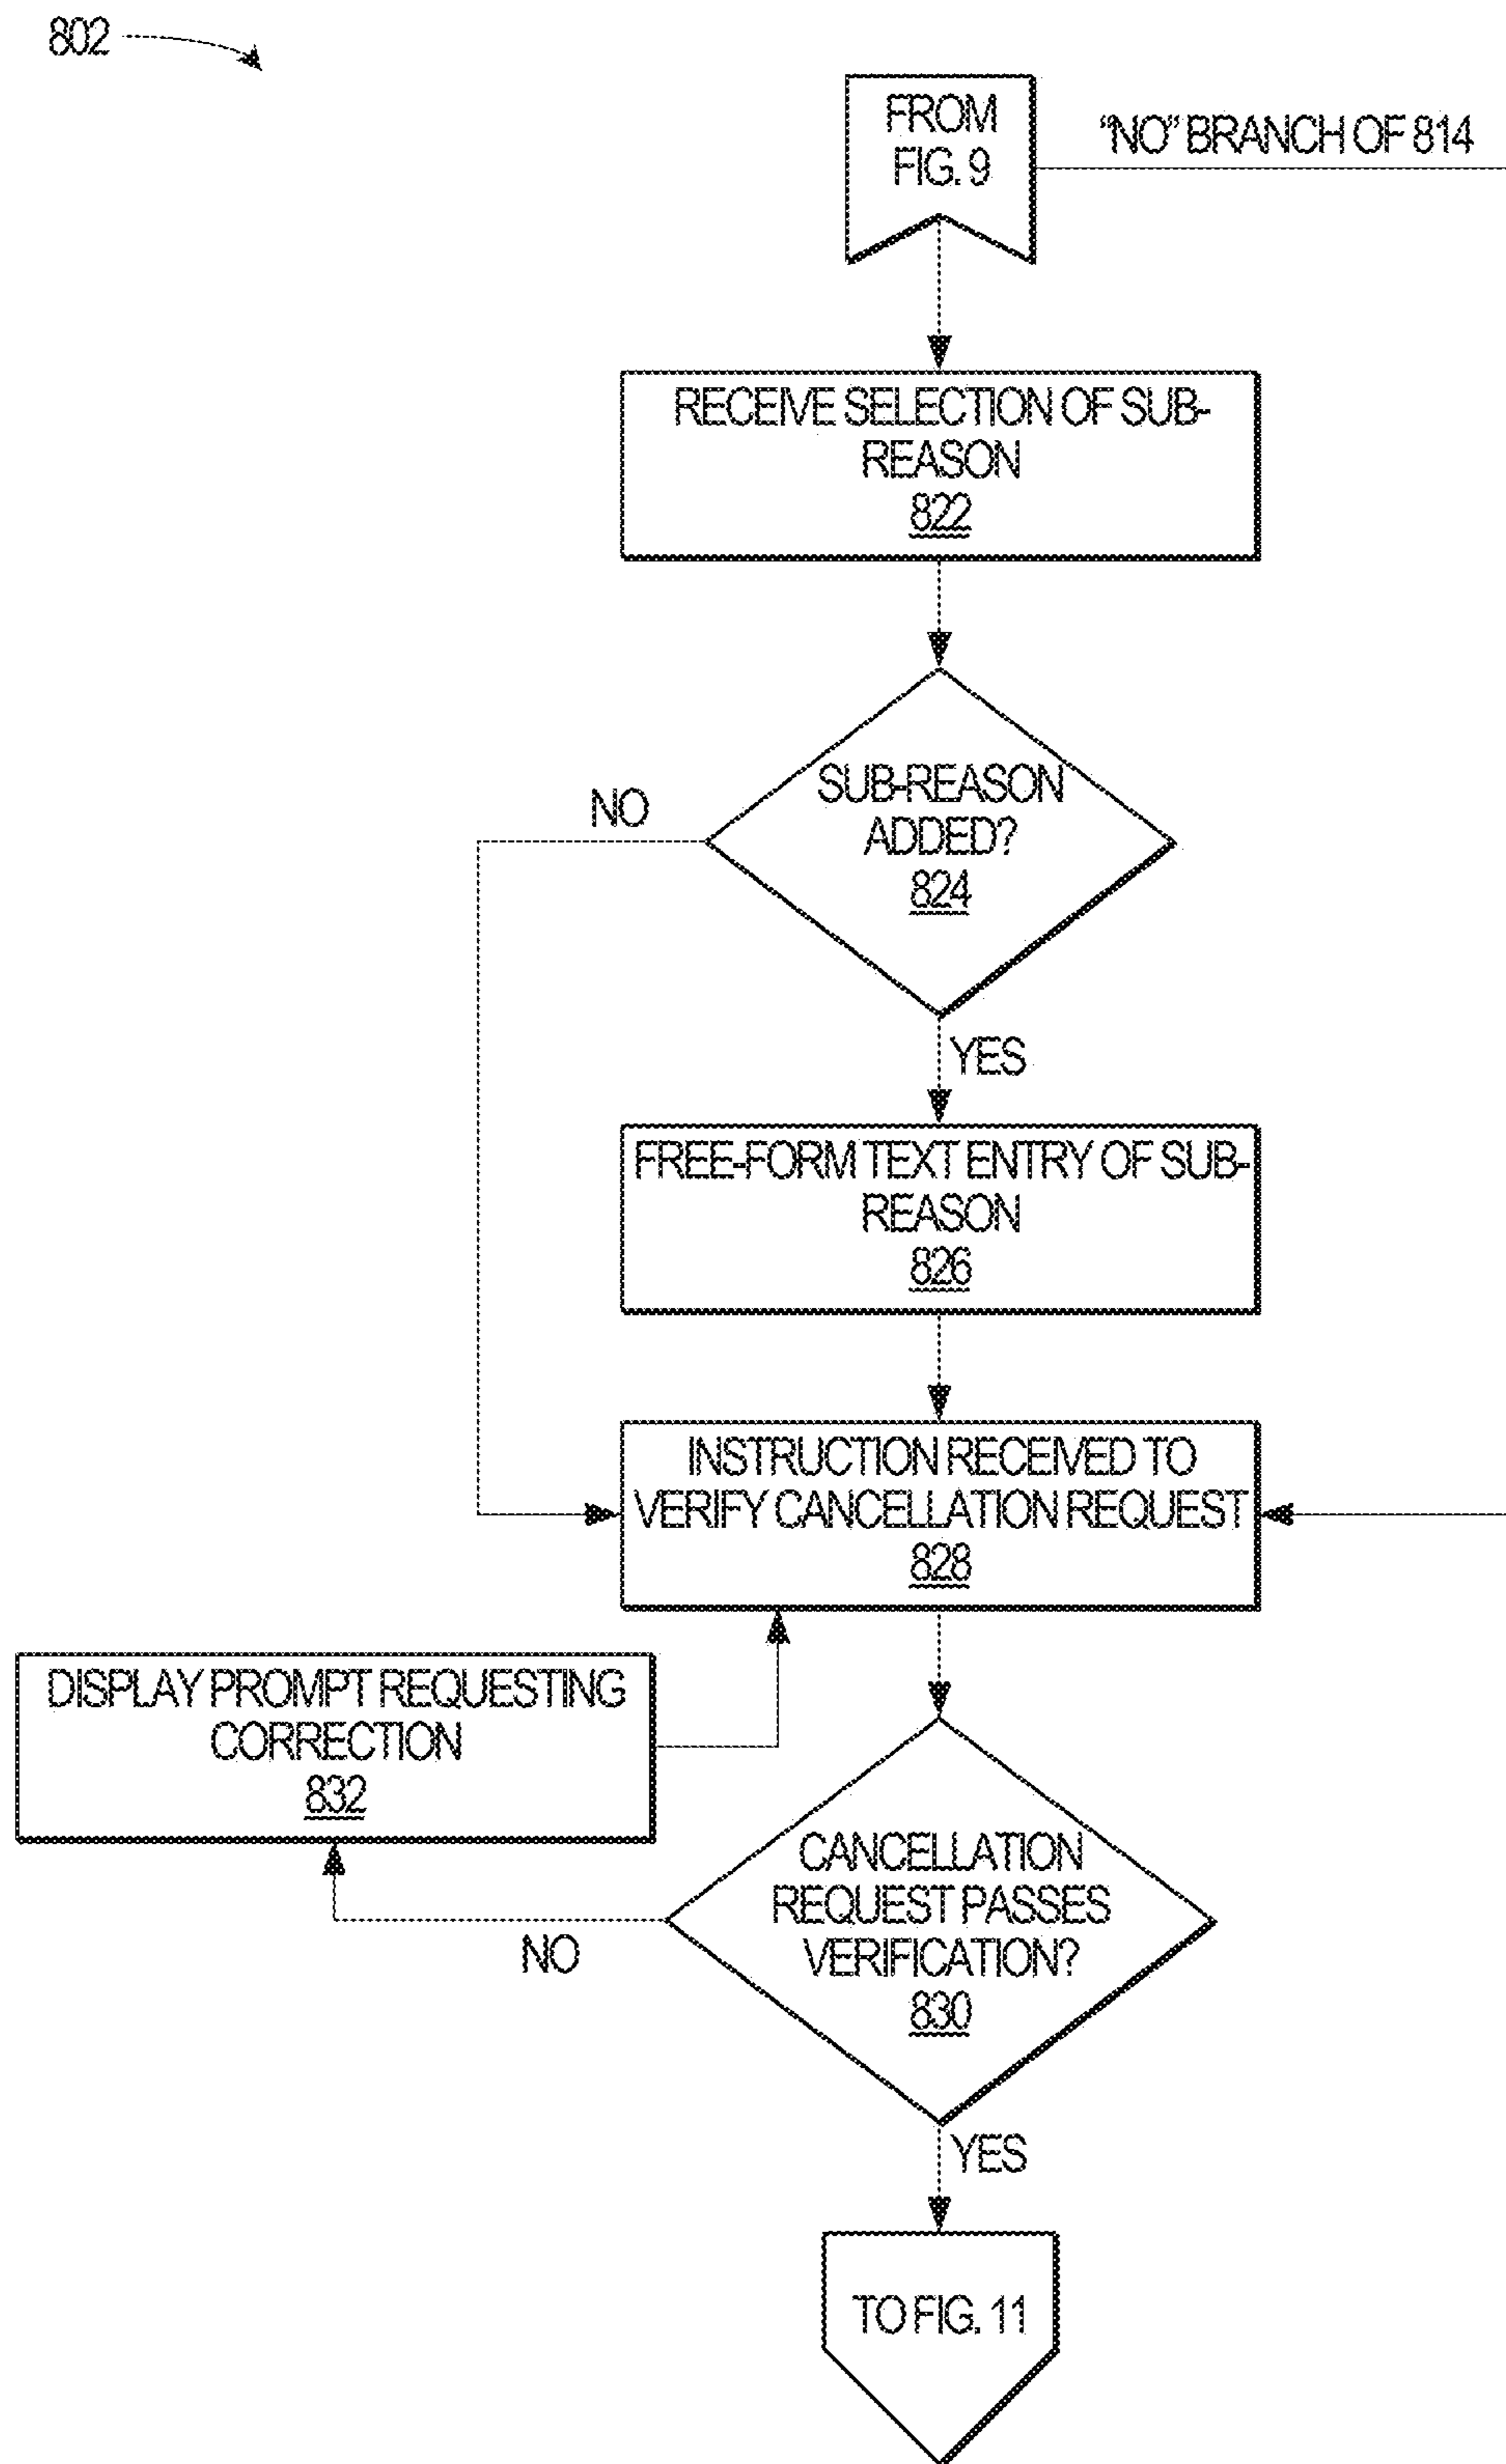 802
FROM
FIG. 9
"NO" BRANCH OF 814
RECEIVE SELECTION OF SUB-
REASON
822
SUB-REASON
ADDED?
824
NO
YES
FREE-FORM TEXT ENTRY OF SUB-
REASON
826
INSTRUCTION RECEIVED TO
VERIFY CANCELLATION REQUEST
828
DISPLAY PROMPT REQUESTING
CORRECTION
832
CANCELLATION
REQUEST PASSES
VERIFICATION?
830
NO
YES
TO FIG. 11